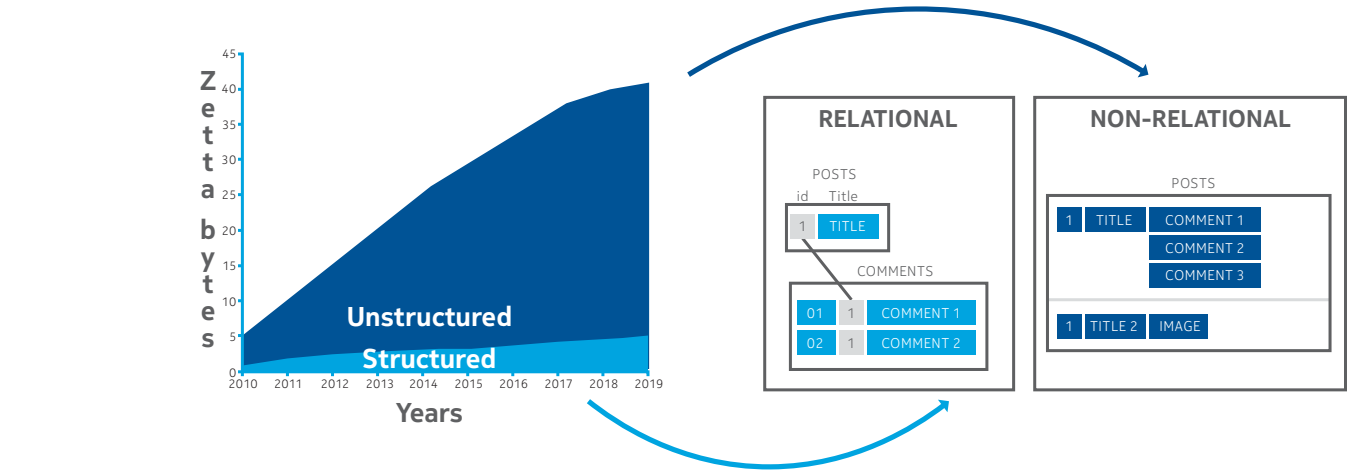 Zetta bytes
45
40
35
30
25
20
15
10
5
0
Unstructured
Structured
2010 2011 2012 2013 2014 2015 2016 2017 2018 2019
Years
RELATIONAL
POSTS
id Title
1 TITLE
COMMENTS
01 1 COMMENT 1
02 1 COMMENT 2
NON-RELATIONAL
POSTS
1 TITLE COMMENT 1
COMMENT 2
COMMENT 3
1 TITLE 2 IMAGE